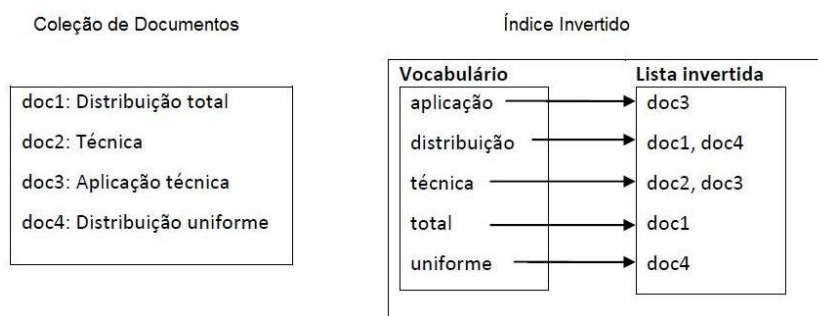 Coleção de Documentos
doc1: Distribuição total
doc2: Técnica
doc3: Aplicação técnica
doc4: Distribuição uniforme
Índice Invertido
Vocabulário Lista invertida
aplicação doc3
distribuição doc1, doc4
técnica doc2, doc3
total doc1
uniforme doc4